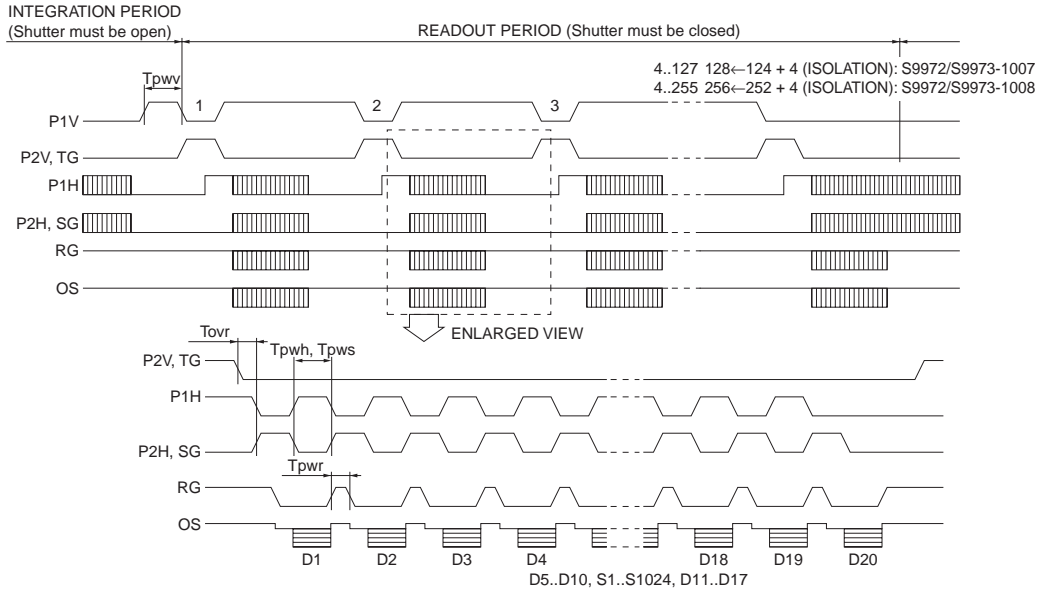 INTEGRATION PERIOD
(Shutter must be open)
READOUT PERIOD (Shutter must be closed)
Tpwv
4..127 128←124 + 4 (ISOLATION): S9972/S9973-1007
4..255 256←252 + 4 (ISOLATION): S9972/S9973-1008
1 2 3
P1V
P2V, TG
P1H
P2H, SG
RG
OS
ENLARGED VIEW
Tovr
Tpwh, Tpws
P2V, TG
P1H
P2H, SG
Tpwr
RG
OS
D1 D2 D3 D4 D18 D19 D20
D5..D10, S1..S1024, D11..D17